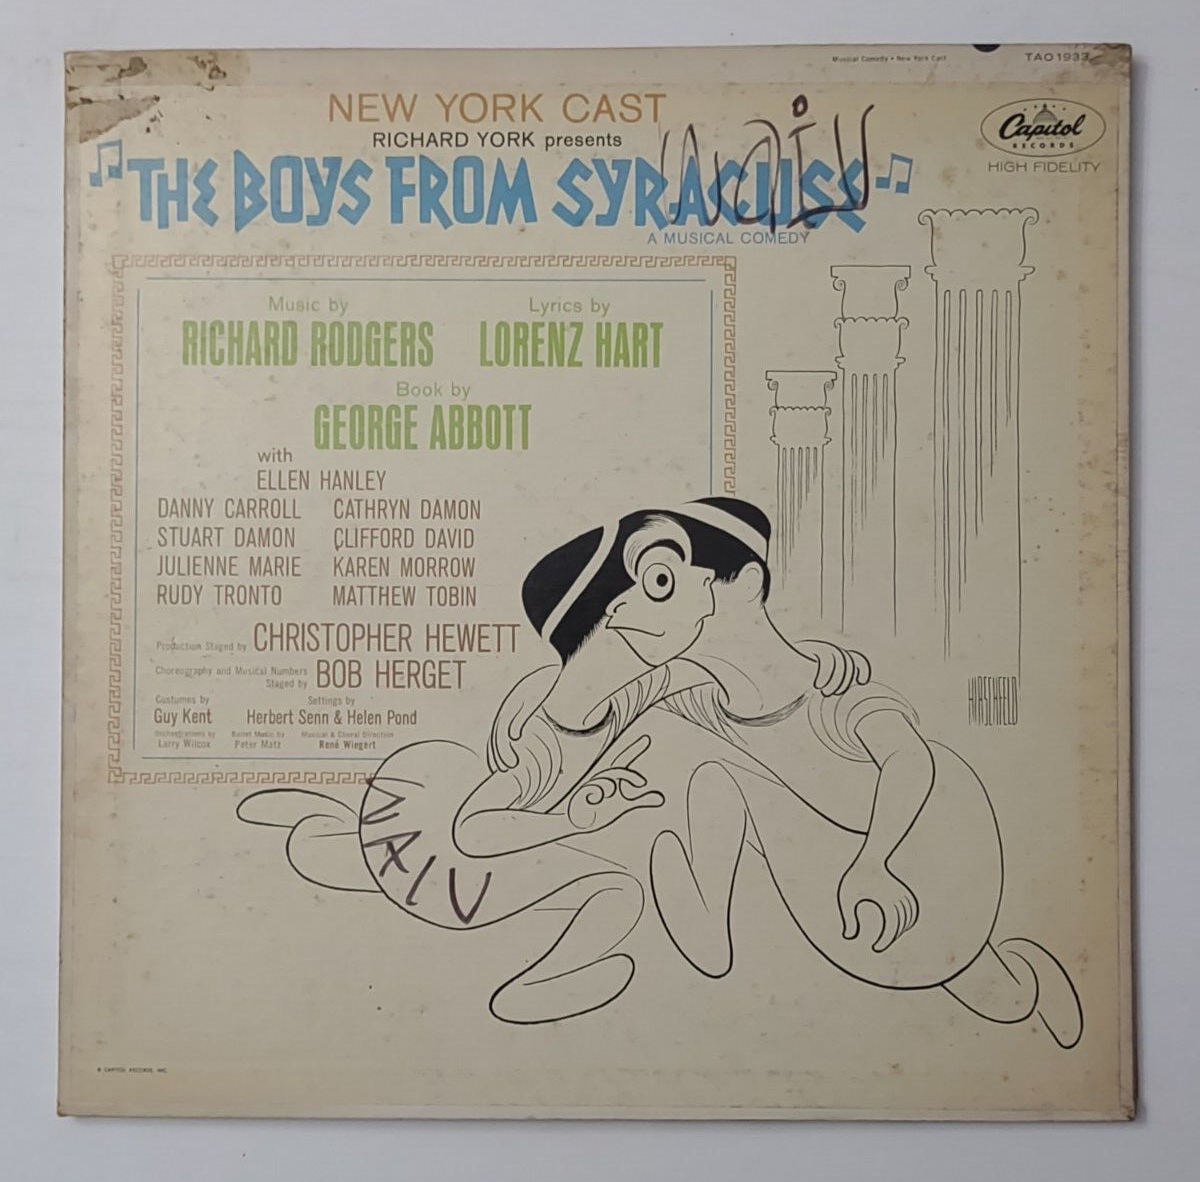 Musical Comedy • New York Cast
TAO 1933
NEW YORK CAST
RICHARD YORK presents
"THE BOYS FROM SYRACUSE"
A MUSICAL COMEDY
Capitol
RECORDS
HIGH FIDELITY
Music by
RICHARD RODGERS
Lyrics by
LORENZ HART
Book by
GEORGE ABBOTT
with
ELLEN HANLEY
DANNY CARROLL CATHRYN DAMON
STUART DAMON CLIFFORD DAVID
JULIENNE MARIE KAREN MORROW
RUDY TRONTO MATTHEW TOBIN
Production Staged by CHRISTOPHER HEWETT
Choreography and Musical Numbers
Staged by BOB HERGET
Costumes by
Guy Kent
Settings by
Herbert Senn & Helen Pond
Orchestrations by
Larry Wilcox
Ballet Music by
Peter Matz
Musical & Choral Direction
René Wiegert
HIRSCHFELD
WAIV
WAIV
© CAPITOL RECORDS, INC.